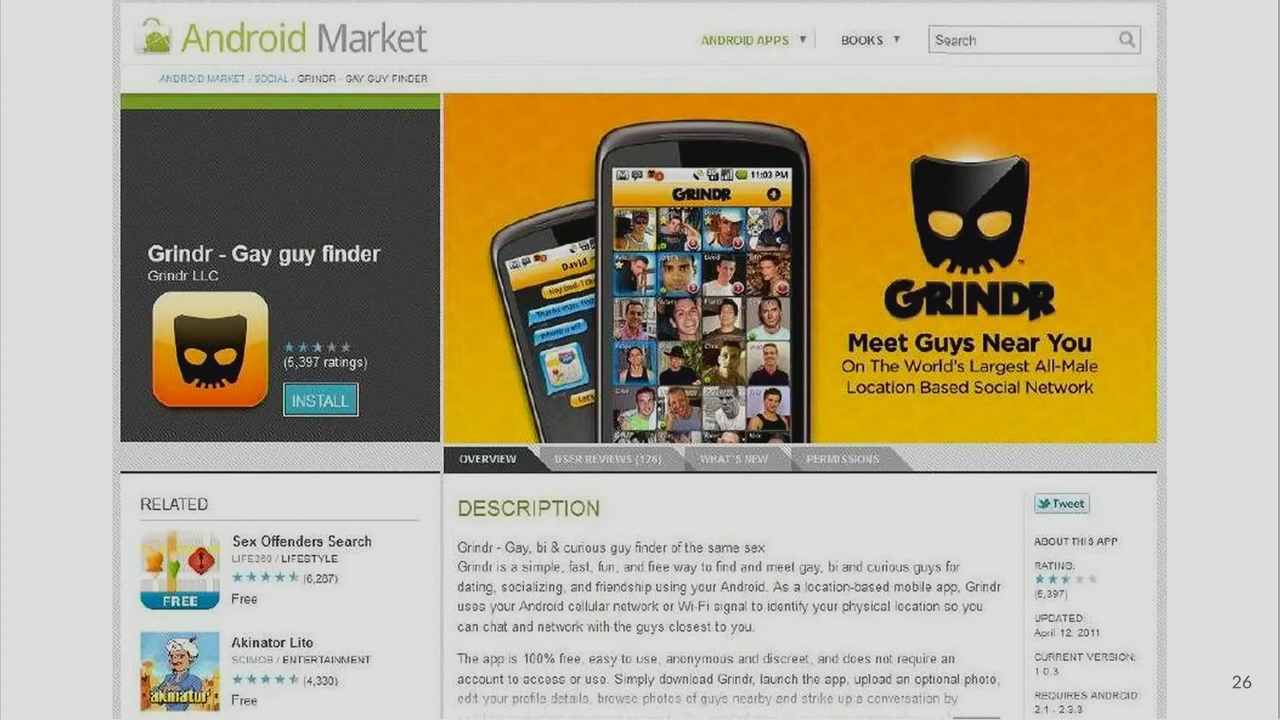 Android Market
ANDROID APPS
BOOKS
Search
ANDROID MARKET › SOCIAL › GRINDR - GAY GUY FINDER
Grindr - Gay guy finder
Grindr LLC
(5,397 ratings)
INSTALL
11:03 PM
GRINDR
David
GRINDR
Meet Guys Near You
On The World's Largest All-Male
Location Based Social Network
OVERVIEW
USER REVIEWS (176)
WHAT'S NEW
PERMISSIONS
RELATED
Sex Offenders Search
LIFE360 / LIFESTYLE
(6,287)
FREE
Free
Akinator Lite
SCIMOB / ENTERTAINMENT
(4,330)
akinator
Free
DESCRIPTION
Grindr - Gay, bi & curious guy finder of the same sex
Grindr is a simple, fast, fun, and free way to find and meet gay, bi and curious guys for
dating, socializing, and friendship using your Android. As a location-based mobile app, Grindr
uses your Android cellular network or Wi-Fi signal to identify your physical location so you
can chat and network with the guys closest to you.
The app is 100% free, easy to use, anonymous and discreet, and does not require an
account to access or use. Simply download Grindr, launch the app, upload an optional photo,
edit your profile details, browse photos of guys nearby and strike up a conversation by
Tweet
ABOUT THIS APP
RATING:
(5,397)
UPDATED:
April 12, 2011
CURRENT VERSION:
1.0.3
REQUIRES ANDROID:
2.1 - 2.3.3
26